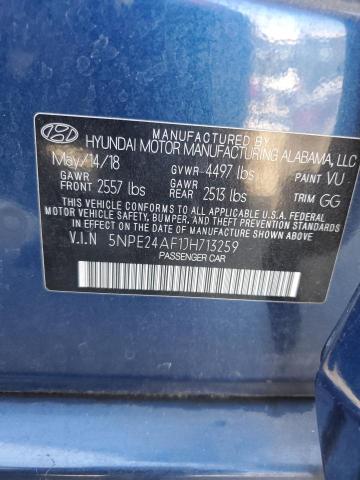 MANUFACTURED BY
HYUNDAI MOTOR MANUFACTURING ALABAMA, LLC
May/14/18 GVWR 4497 lbs PAINT VU
GAWR FRONT 2557 lbs GAWR REAR 2513 lbs TRIM GG
THIS VEHICLE CONFORMS TO ALL APPLICABLE U.S. FEDERAL
MOTOR VEHICLE SAFETY, BUMPER, AND THEFT PREVENTION
STANDARDS IN EFFECT ON THE DATE OF MANUFACTURE SHOWN ABOVE.
V.I.N 5NPE24AF1JH713259
PASSENGER CAR